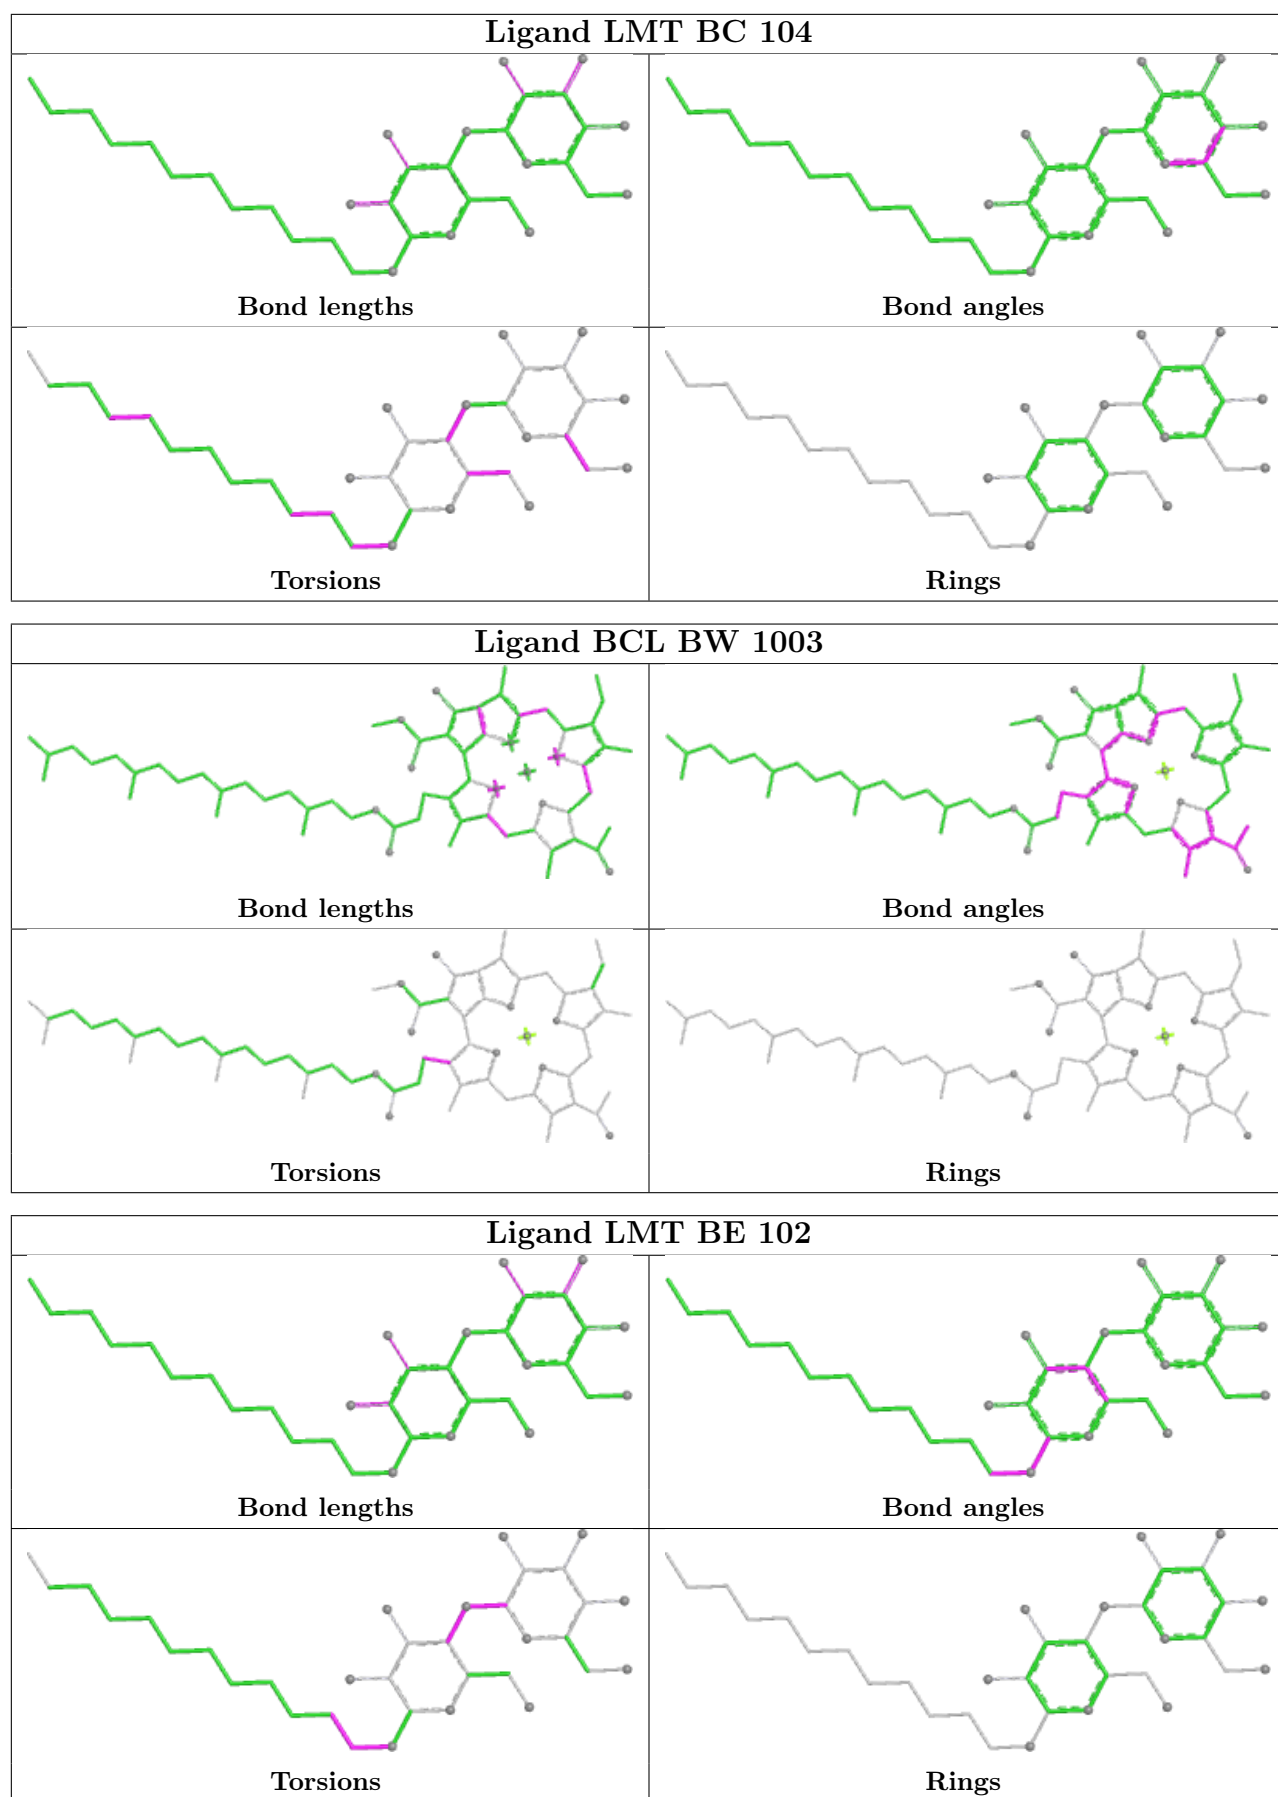 Ligand LMT BC 104
Bond lengths
Bond angles
Torsions
Rings
Ligand BCL BW 1003
Bond lengths
Bond angles
Torsions
Rings
Ligand LMT BE 102
Bond lengths
Bond angles
Torsions
Rings